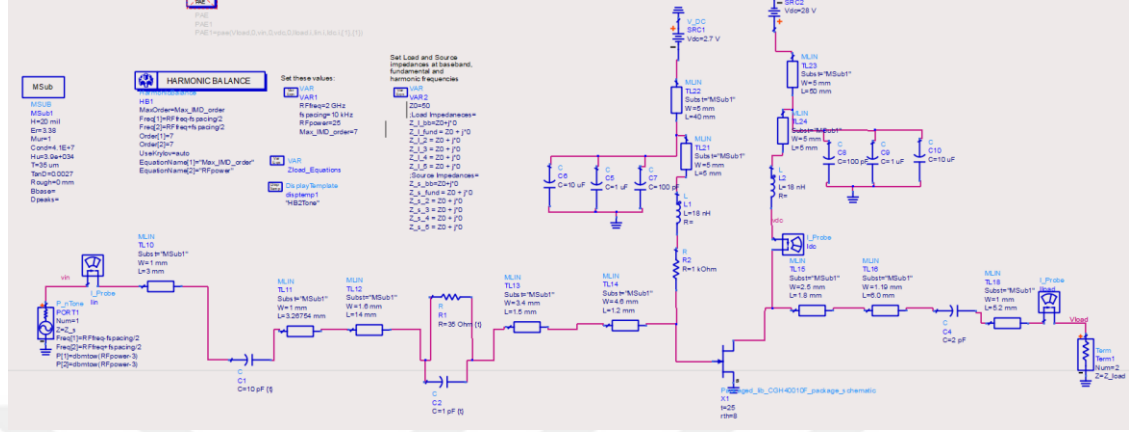 PAE
PAE
PAE1
MSub
MSUB
MSub1
H=20 mil
Er=3.38
Mur=1
Cond=4.1E+7
Hu=3.9e+034
T=35 um
TanD=0.0027
Rough=0 mm
Bbase=
Dpeaks=
HARMONIC BALANCE
HarmonicBalance
HB1
MaxOrder=Max_IMD_order
Freq[1]=RFfreq-fspacing/2
Freq[2]=RFfreq+fspacing/2
Order[1]=7
Order[2]=7
UseKrylov=auto
EquationName[1]="Max_IMD_order"
EquationName[2]="RFpower"
Set these values:
VAR
VAR1
RFfreq=2 GHz
fspacing=10 kHz
RFpower=25
Max_IMD_order=7
VAR
Zload_Equations
DisplayTemplate
disptemp1
"HB2Tone"
Set Load and Source
impedances at baseband,
fundamental and
harmonic frequencies
VAR
VAR2
Z0=50
;Load Impedances=
Z_l_bb=Z0+j*0
Z_l_fund = Z0 + j*0
Z_l_2 = Z0 + j*0
Z_l_3 = Z0 + j*0
Z_l_4 = Z0 + j*0
Z_l_5 = Z0 + j*0
;Source Impedances=
Z_s_bb=Z0+j*0
Z_s_fund = Z0 + j*0
Z_s_2 = Z0 + j*0
Z_s_3 = Z0 + j*0
Z_s_4 = Z0 + j*0
Z_s_5 = Z0 + j*0
V_DC
SRC1
Vdc=2.7 V
SRC2
Vdc=28 V
MLIN
TL22
Subst="MSub1"
W=5 mm
L=40 mm
MLIN
TL21
Subst="MSub1"
W=5 mm
L=5 mm
MLIN
TL23
Subst="MSub1"
W=5 mm
L=50 mm
MLIN
TL24
Subst="MSub1"
W=5 mm
L=5 mm
C
C6
C=10 uF
C
C5
C=1 uF
C
C7
C=100 pF
C
C8
C=100 pF
C
C9
C=1 uF
C
C10
C=10 uF
L
L1
L=18 nH
R=
L
L2
L=18 nH
R=
R
R2
R=1 kOhm
vdc
I_Probe
Idc
vin
I_Probe
Iin
MLIN
TL10
Subst="MSub1"
W=1 mm
L=3 mm
P_nTone
PORT1
Num=1
Z=Z_s
Freq[1]=RFfreq-fspacing/2
Freq[2]=RFfreq+fspacing/2
P[1]=dbmtow(RFpower-3)
P[2]=dbmtow(RFpower-3)
C
C1
C=10 pF {t}
MLIN
TL11
Subst="MSub1"
W=1 mm
L=3.28754 mm
MLIN
TL12
Subst="MSub1"
W=1.6 mm
L=14 mm
R
R1
R=35 Ohm {t}
C
C2
C=1 pF {t}
MLIN
TL13
Subst="MSub1"
W=3.4 mm
L=1.5 mm
MLIN
TL14
Subst="MSub1"
W=4.6 mm
L=1.2 mm
Packaged_lib_CGH40010F_package_schematic
X1
t=25
rth=8
MLIN
TL15
Subst="MSub1"
W=2.5 mm
L=1.8 mm
MLIN
TL16
Subst="MSub1"
W=1.19 mm
L=6.0 mm
C
C4
C=2 pF
MLIN
TL18
Subst="MSub1"
W=1 mm
L=5.2 mm
I_Probe
Iload
Vload
Term
Term1
Num=2
Z=Z_load